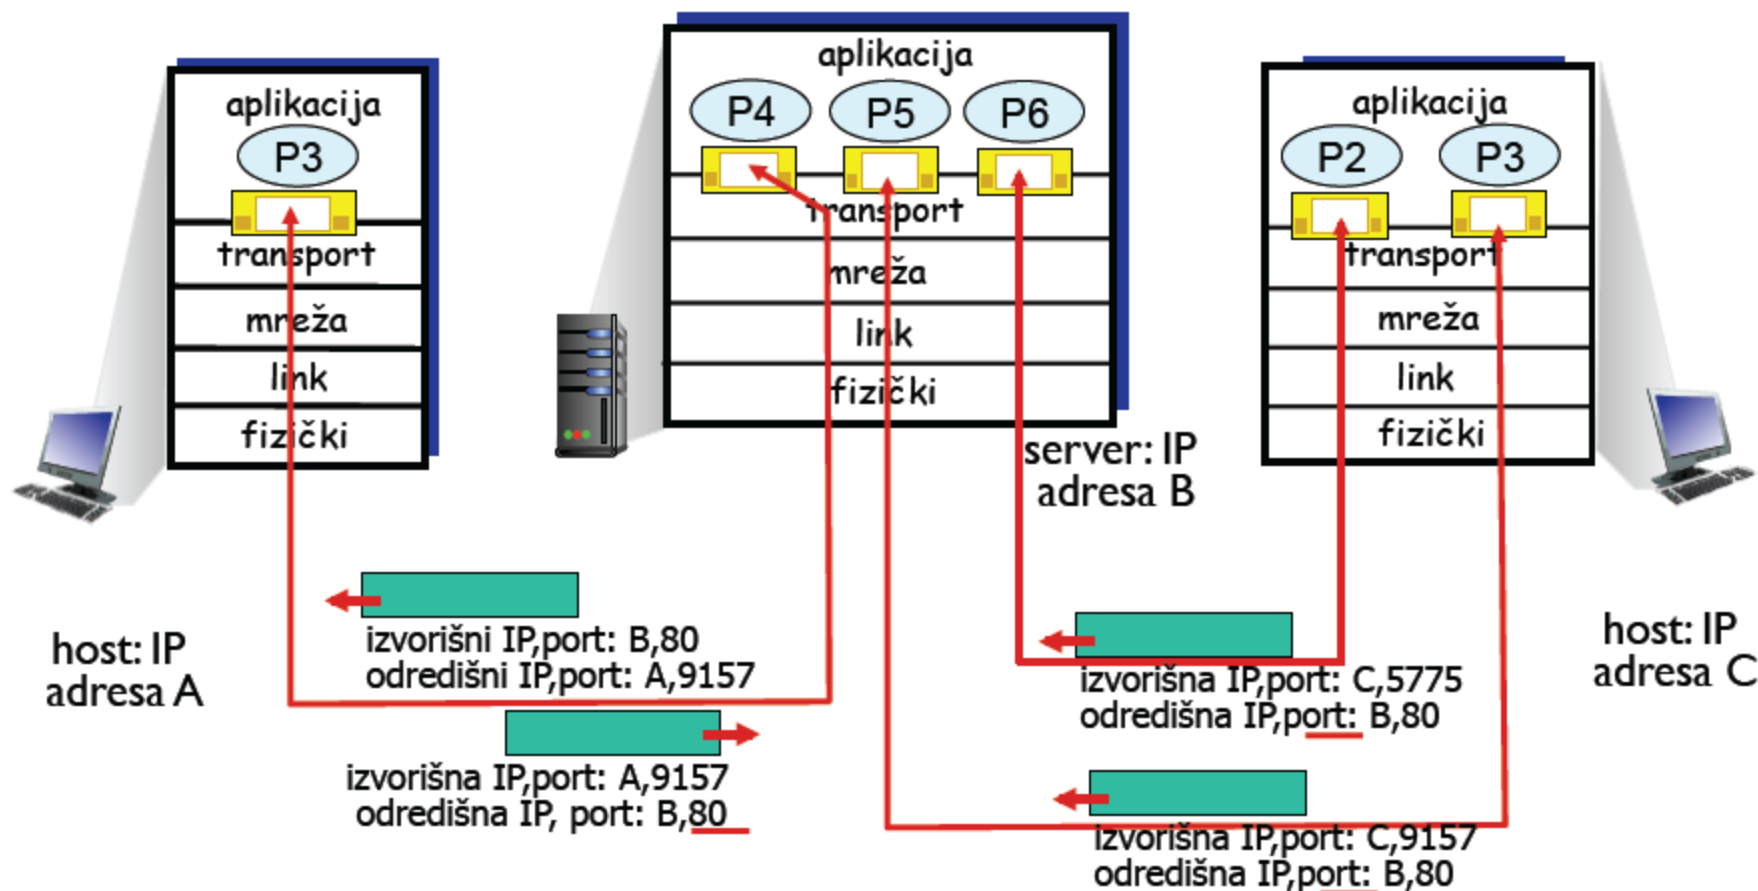 aplikacija
P3
transport
mreža
link
fizički
host: IP
adresa A
aplikacija
P4
P5
P6
transport
mreža
link
fizički
server: IP
adresa B
aplikacija
P2
P3
transport
mreža
link
fizički
host: IP
adresa C
izvorišni IP,port: B,80
odredišni IP,port: A,9157
izvorišna IP,port: A,9157
odredišna IP, port: B,80
izvorišna IP,port: C,5775
odredišna IP,port: B,80
izvorišna IP,port: C,9157
odredišna IP,port: B,80